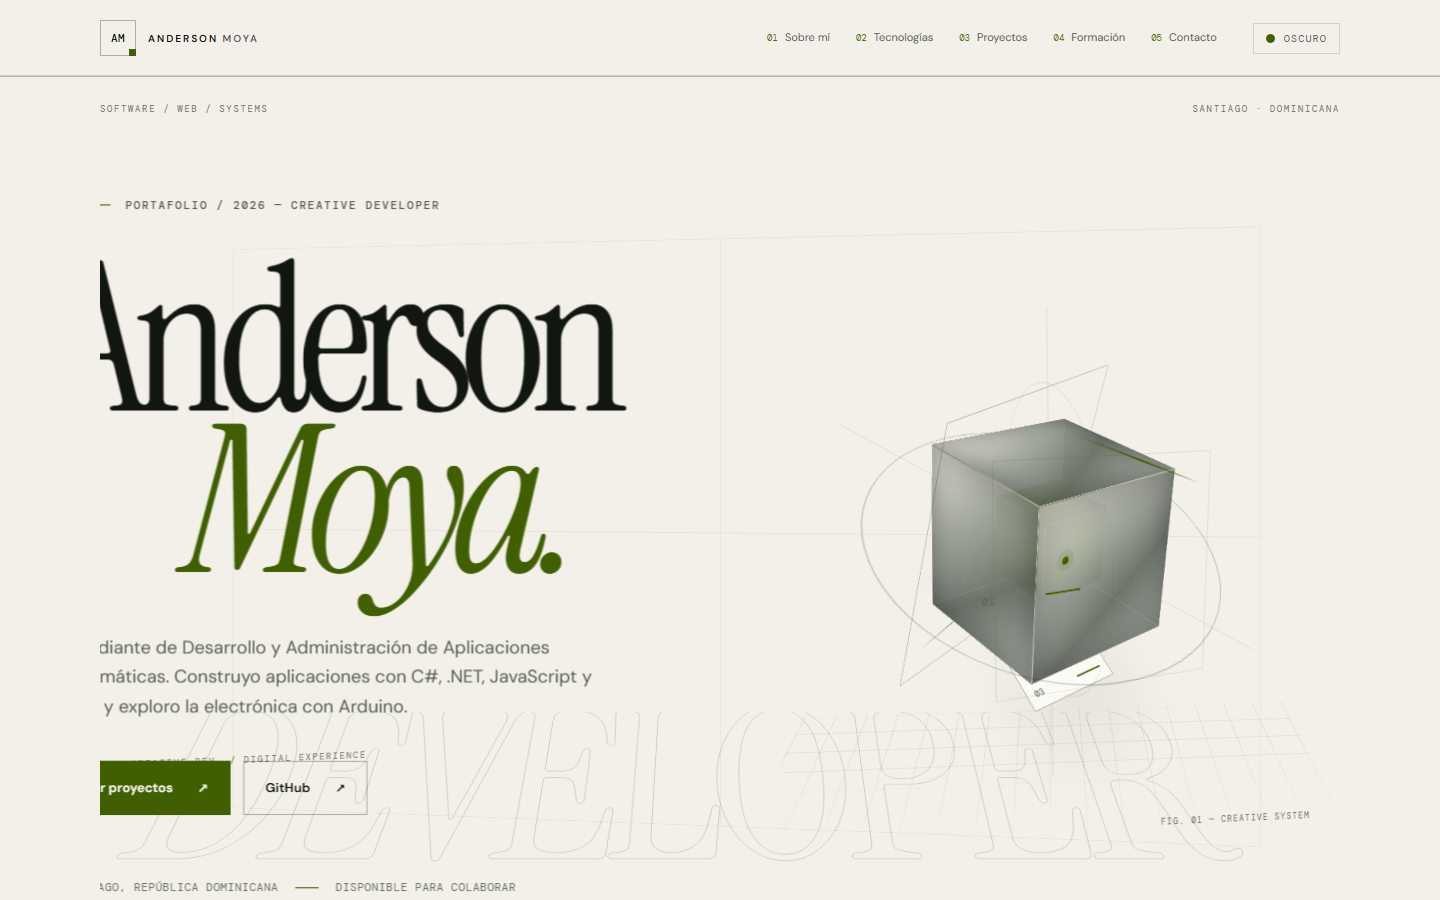 AM ANDERSON MOYA 01 Sobre mí 02 Tecnologías 03 Proyectos 04 Formación 05 Contacto OSCURO
SOFTWARE / WEB / SYSTEMS SANTIAGO · DOMINICANA
— PORTAFOLIO / 2026 — CREATIVE DEVELOPER
Anderson
Moya.
diante de Desarrollo y Administración de Aplicaciones
máticas. Construyo aplicaciones con C#, .NET, JavaScript y
y exploro la electrónica con Arduino.
DEVELOPER
/ DIGITAL EXPERIENCE
r proyectos ↗ GitHub ↗
01
03
FIG. 01 — CREATIVE SYSTEM
AGO, REPÚBLICA DOMINICANA — DISPONIBLE PARA COLABORAR